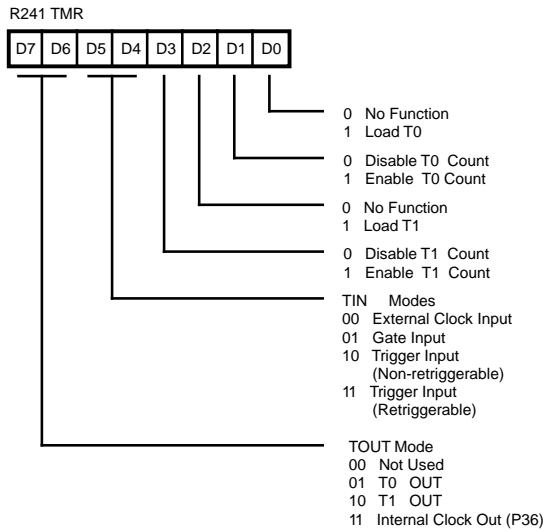 R241 TMR
D7 D6 D5 D4 D3 D2 D1 D0
0 No Function
1 Load T0
0 Disable T0 Count
1 Enable T0 Count
0 No Function
1 Load T1
0 Disable T1 Count
1 Enable T1 Count
TIN Modes
00 External Clock Input
01 Gate Input
10 Trigger Input
(Non-retriggerable)
11 Trigger Input
(Retriggerable)
TOUT Mode
00 Not Used
01 T0 OUT
10 T1 OUT
11 Internal Clock Out (P36)